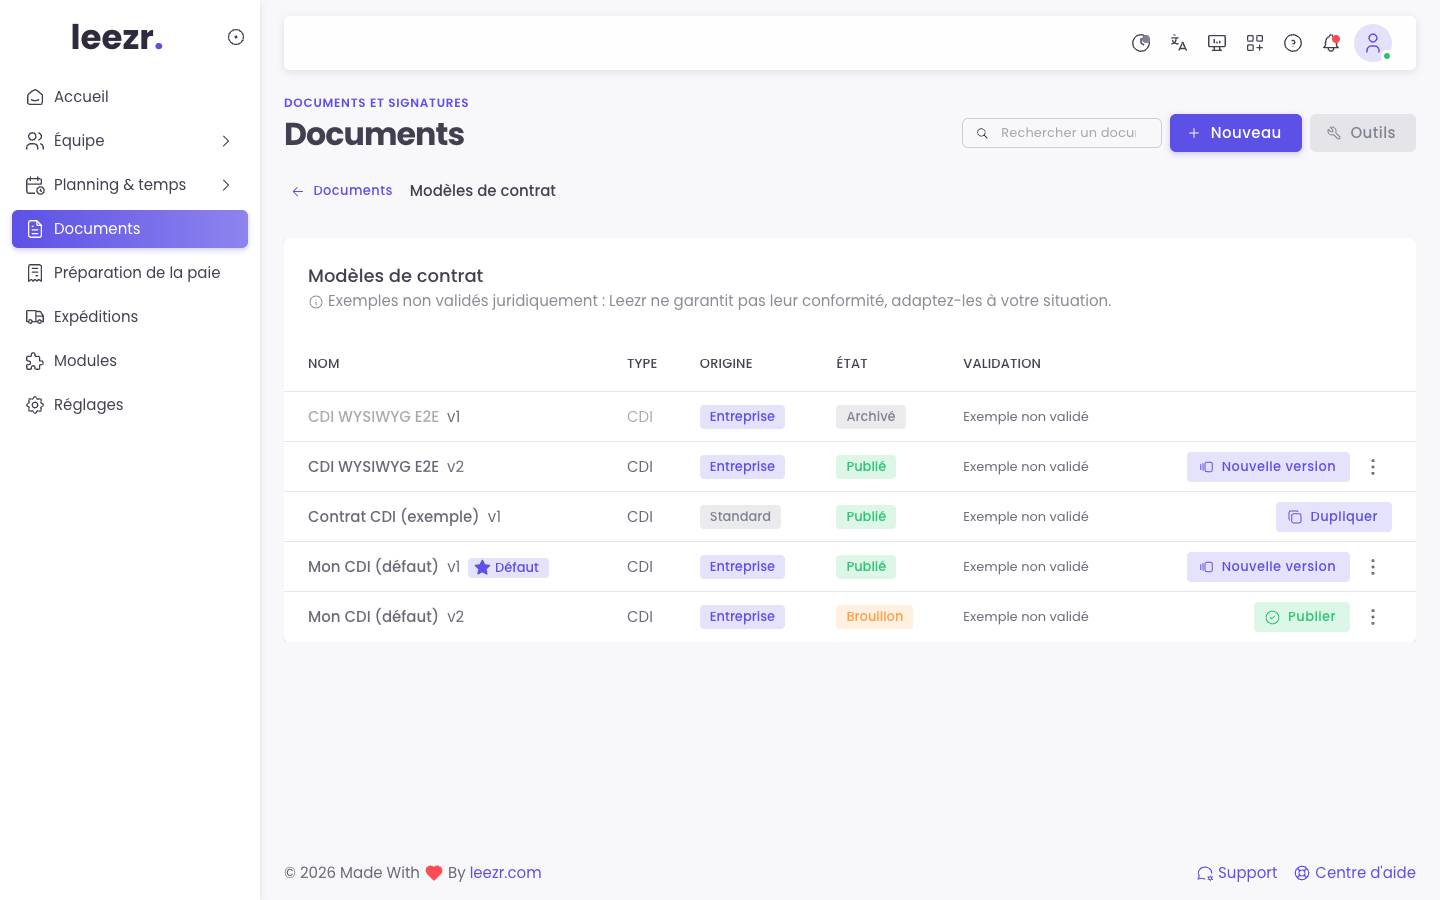 leezr.
Accueil
Équipe
Planning & temps
Documents
Préparation de la paie
Expéditions
Modules
Réglages
DOCUMENTS ET SIGNATURES
Documents
Rechercher un docu
Nouveau
Outils
Documents
Modèles de contrat
Modèles de contrat
Exemples non validés juridiquement : Leezr ne garantit pas leur conformité, adaptez-les à votre situation.
NOM TYPE ORIGINE ÉTAT VALIDATION
CDI WYSIWYG E2E v1 CDI Entreprise Archivé Exemple non validé
CDI WYSIWYG E2E v2 CDI Entreprise Publié Exemple non validé Nouvelle version
Contrat CDI (exemple) v1 CDI Standard Publié Exemple non validé Dupliquer
Mon CDI (défaut) v1 Défaut CDI Entreprise Publié Exemple non validé Nouvelle version
Mon CDI (défaut) v2 CDI Entreprise Brouillon Exemple non validé Publier
© 2026 Made With By leezr.com
Support
Centre d'aide